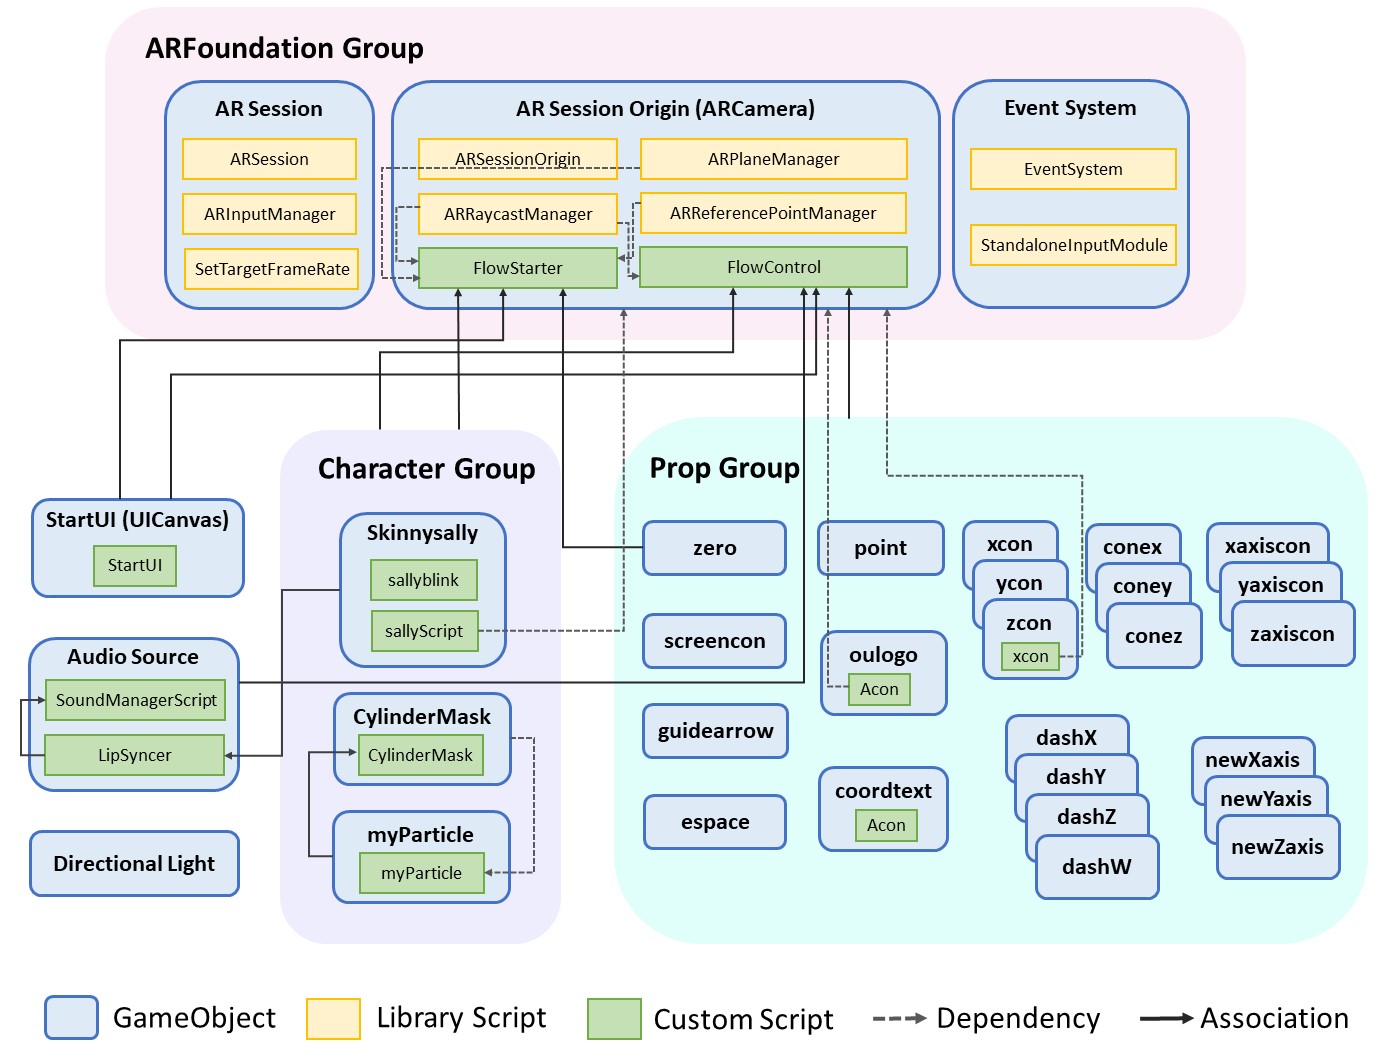 ARFoundation Group
AR Session
ARSession
ARInputManager
SetTargetFrameRate
AR Session Origin (ARCamera)
ARSessionOrigin
ARPlaneManager
ARRaycastManager
ARReferencePointManager
FlowStarter
FlowControl
Event System
EventSystem
StandaloneInputModule
StartUI (UICanvas)
StartUI
Audio Source
SoundManagerScript
LipSyncer
Directional Light
Character Group
Skinnysally
sallyblink
sallyScript
CylinderMask
CylinderMask
myParticle
myParticle
Prop Group
zero
screencon
guidearrow
espace
point
oulogo
Acon
coordtext
Acon
xcon
ycon
zcon
xcon
conex
coney
conez
xaxiscon
yaxiscon
zaxiscon
dashX
dashY
dashZ
dashW
newXaxis
newYaxis
newZaxis
GameObject
Library Script
Custom Script
Dependency
Association